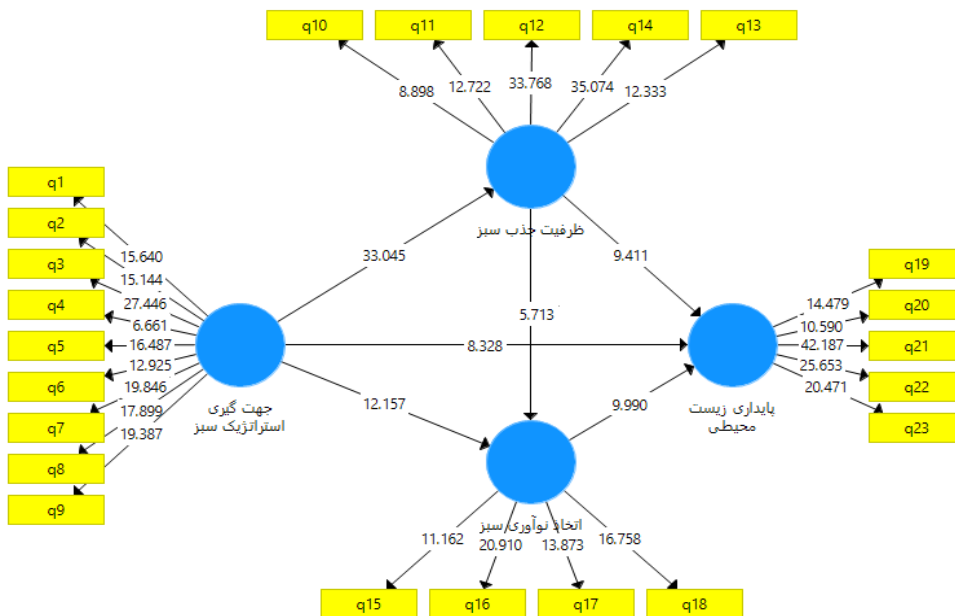 q10
q11
q12
q14
q13
8.898
12.722
33.768
35.074
12.333
ظرفیت جذب سبز
q1
q2
q3
q4
q5
q6
q7
q8
q9
15.640
15.144
27.446
6.661
16.487
12.925
19.846
17.899
19.387
جهت گیری
استراتژیک سبز
33.045
9.411
5.713
8.328
12.157
9.990
پایداری زیست
محیطی
14.479
10.590
42.187
25.653
20.471
q19
q20
q21
q22
q23
اتخاذ نوآوری سبز
11.162
20.910
13.873
16.758
q15
q16
q17
q18